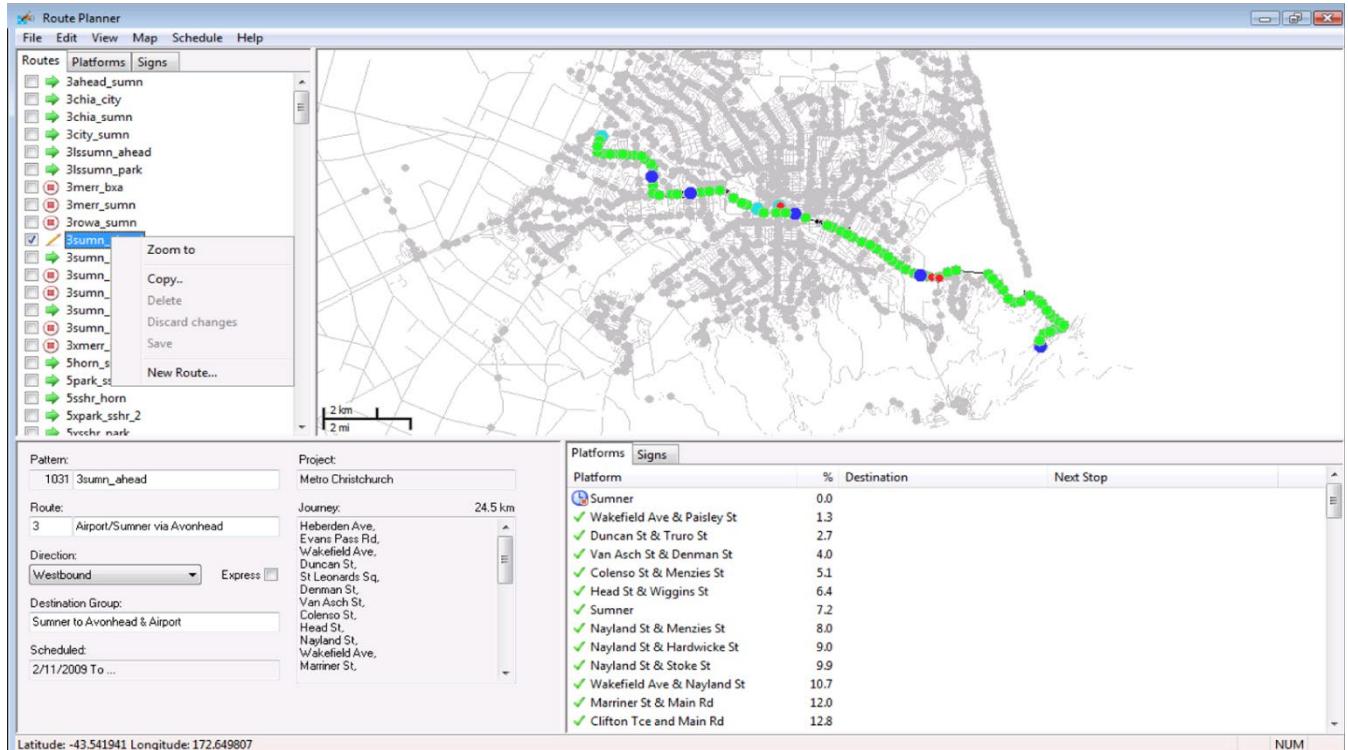 Route Planner
File Edit View Map Schedule Help
Routes Platforms Signs
3ahead_sumn
3chia_city
3chia_sumn
3city_sumn
3lssumn_ahead
3lssumn_park
3merr_bxa
3merr_sumn
3rowa_sumn
3sumn_
3sumn_
3sumn_
3sumn_
3sumn_
3sumn_
3xmerr_
5horn_s
5park_ss
5sshr_horn
5xpark_sshr_2
5xsshr_park
Zoom to
Copy..
Delete
Discard changes
Save
New Route...
2 km
2 mi
Pattern:
1031 3sumn_ahead
Route:
3 Airport/Sumner via Avonhead
Direction:
Westbound Express
Destination Group:
Sumner to Avonhead & Airport
Scheduled:
2/11/2009 To ...
Project:
Metro Christchurch
Journey: 24.5 km
Heberden Ave,
Evans Pass Rd,
Wakefield Ave,
Duncan St,
St Leonards Sq,
Denman St,
Van Asch St,
Colenso St,
Head St,
Nayland St,
Wakefield Ave,
Marriner St,
Platforms Signs
Platform % Destination Next Stop
Sumner 0.0
Wakefield Ave & Paisley St 1.3
Duncan St & Truro St 2.7
Van Asch St & Denman St 4.0
Colenso St & Menzies St 5.1
Head St & Wiggins St 6.4
Sumner 7.2
Nayland St & Menzies St 8.0
Nayland St & Hardwicke St 9.0
Nayland St & Stoke St 9.9
Wakefield Ave & Nayland St 10.7
Marriner St & Main Rd 12.0
Clifton Tce and Main Rd 12.8
Latitude: -43.541941 Longitude: 172.649807
NUM